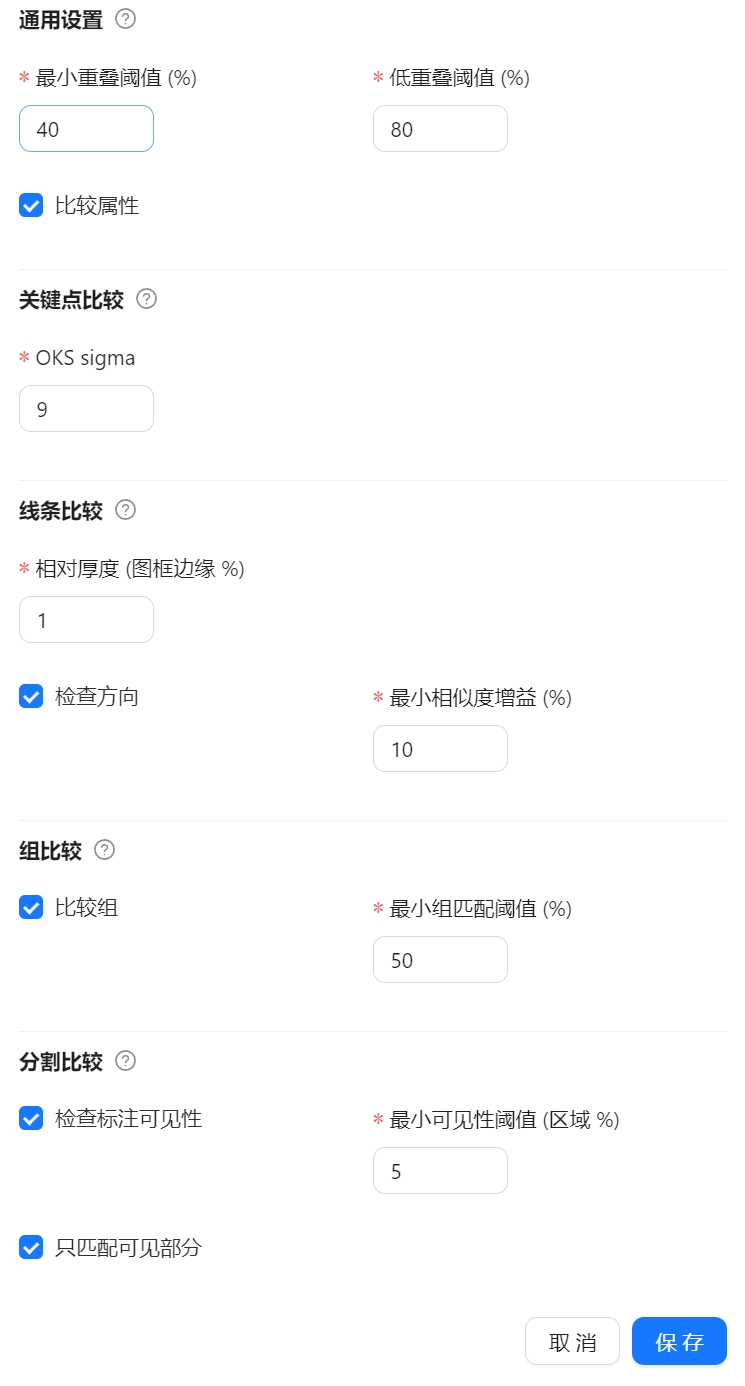 通用设置 ?
* 最小重叠阈值 (%)
* 低重叠阈值 (%)
40
80
比较属性
关键点比较 ?
* OKS sigma
9
线条比较 ?
* 相对厚度 (图框边缘 %)
1
检查方向
* 最小相似度增益 (%)
10
组比较 ?
比较组
* 最小组匹配阈值 (%)
50
分割比较 ?
检查标注可见性
* 最小可见性阈值 (区域 %)
5
只匹配可见部分
取 消
保 存